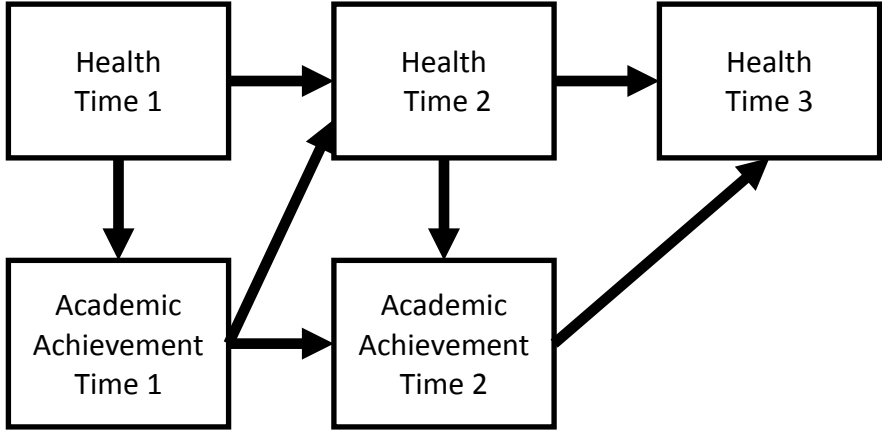 Health
Time 1
Health
Time 2
Health
Time 3
Academic
Achievement
Time 1
Academic
Achievement
Time 2